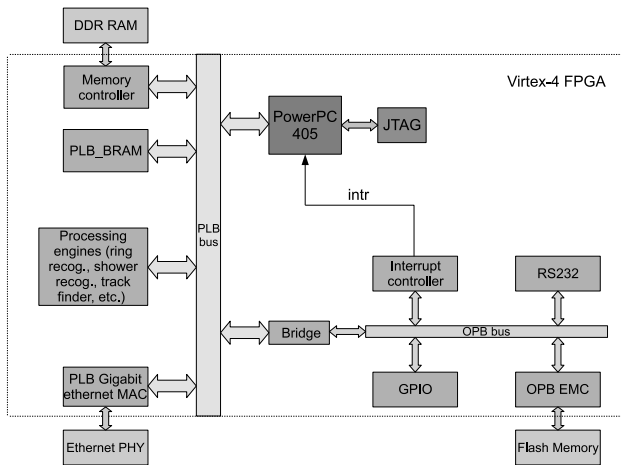 DDR RAM
Memory
controller
Virtex-4 FPGA
PowerPC
405
JTAG
PLB_BRAM
intr
PLB
bus
Processing
engines (ring
recog., shower
recog., track
finder, etc.)
Interrupt
controller
RS232
Bridge
OPB bus
PLB Gigabit
ethernet MAC
GPIO
OPB EMC
Ethernet PHY
Flash Memory